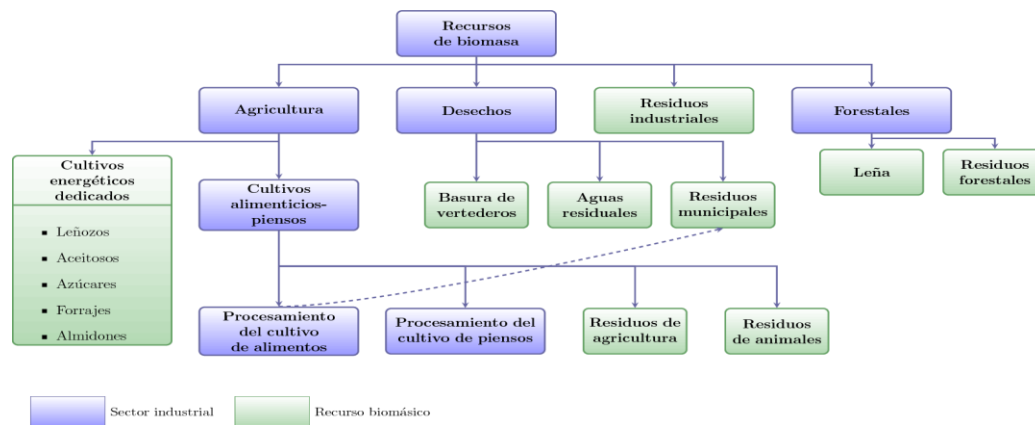 Recursos
de biomasa
Agricultura
Desechos
Residuos
industriales
Forestales
Cultivos
energéticos
dedicados
Leñozos
Aceitosos
Azúcares
Forrajes
Almidones
Cultivos
alimenticios-
piensos
Basura de
vertederos
Aguas
residuales
Residuos
municipales
Leña
Residuos
forestales
Procesamiento
del cultivo
de alimentos
Procesamiento del
cultivo de piensos
Residuos de
agricultura
Residuos
de animales
Sector industrial
Recurso biomásico